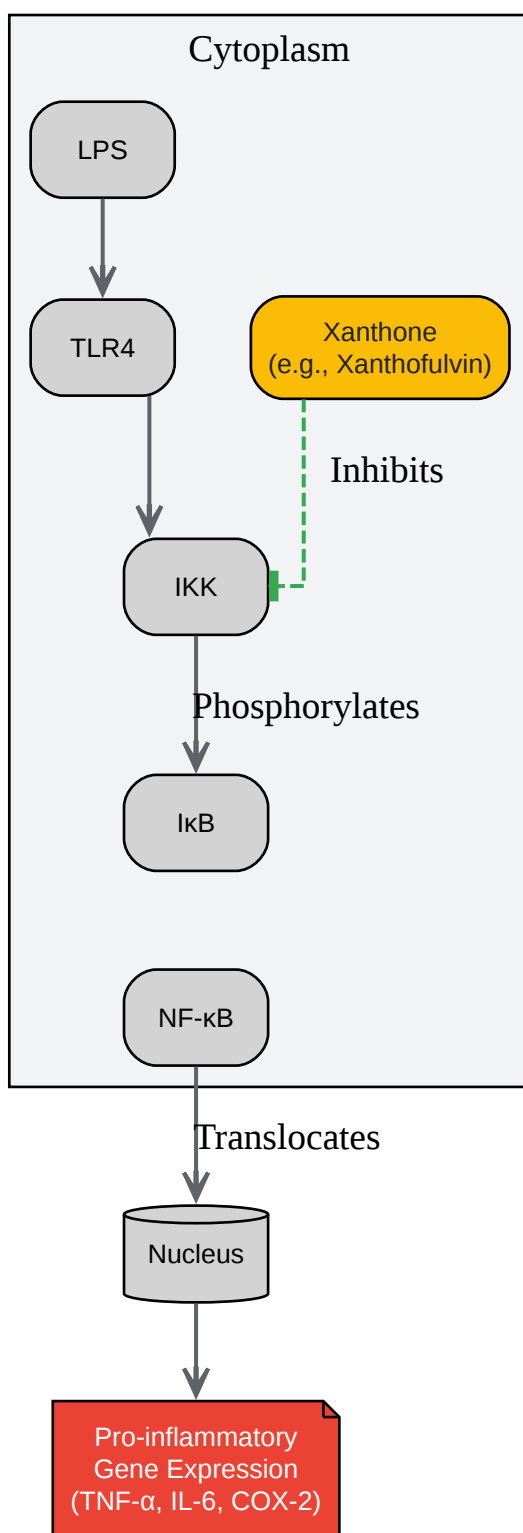 Cytoplasm
LPS
TLR4
Xanthone
(e.g., Xanthofulvin)
Inhibits
IKK
Phosphorylates
IκB
NF-κB
Translocates
Nucleus
Pro-inflammatory
Gene Expression
(TNF-α, IL-6, COX-2)